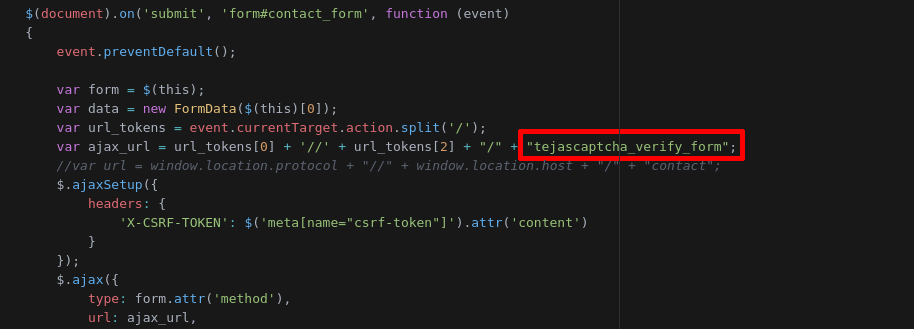 $(document).on('submit', 'form#contact_form', function (event)
{
event.preventDefault();
var form = $(this);
var data = new FormData($(this)[0]);
var url_tokens = event.currentTarget.action.split('/');
var ajax_url = url_tokens[0] + '//' + url_tokens[2] + "/" + "tejascaptcha_verify_form";
//var url = window.location.protocol + "//" + window.location.host + "/" + "contact";
$.ajaxSetup({
headers: {
'X-CSRF-TOKEN': $('meta[name="csrf-token"]').attr('content')
}
});
$.ajax({
type: form.attr('method'),
url: ajax_url,